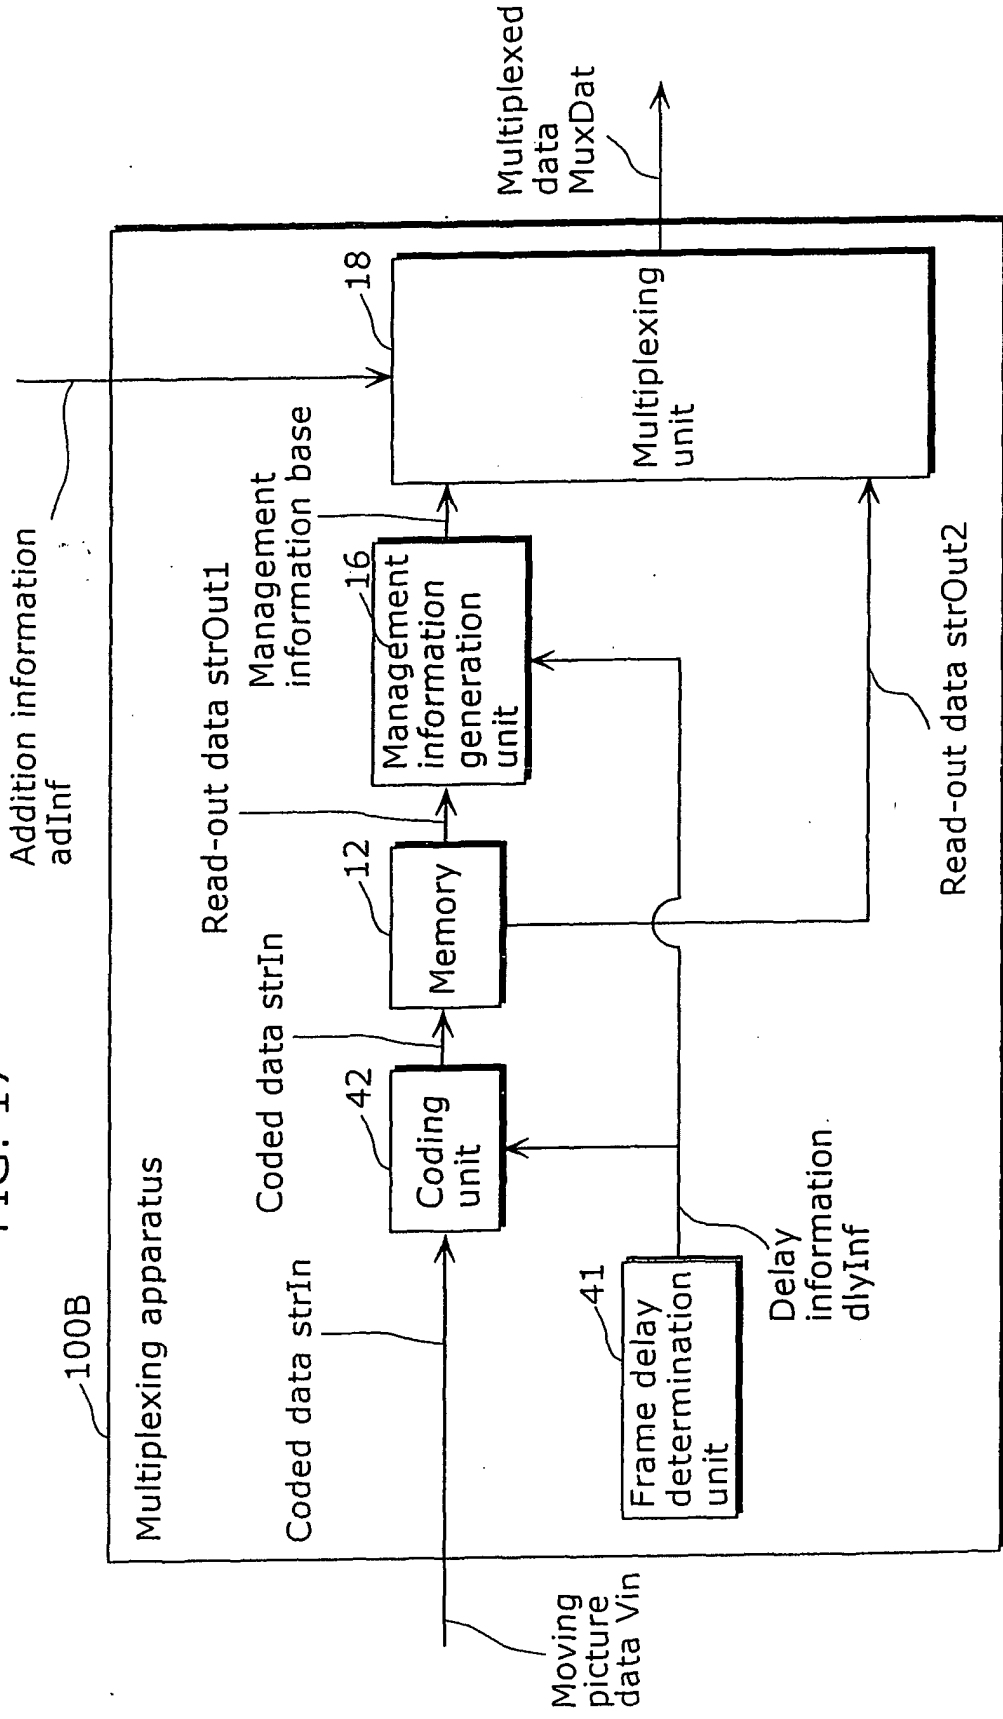 FIG. 17
100B
Multiplexing apparatus
Addition information
adInf
Moving
picture
data Vin
Coded data strIn
42
Coding
unit
Coded data strIn
12
Memory
Read-out data strOut1
16
Management
information
generation
unit
Management
information base
18
Multiplexing
unit
Multiplexed
data
MuxDat
41
Frame delay
determination
unit
Delay
information
dlyInf
Read-out data strOut2